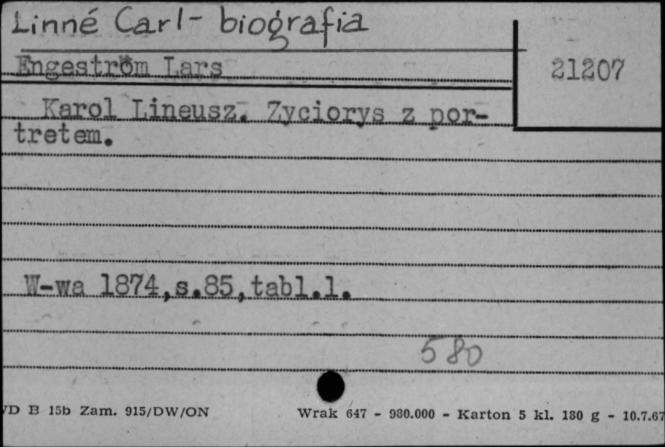 Linné Carl - biografia
Engeström Lars
21207
Karol Lineusz. Zyciorys z por-
tretem.
W-wa 1874,s.85,tabl.1.
580
D B 15b Zam. 915/DW/ON
Wrak 647 - 980.000 - Karton 5 kl. 180 g - 10.7.67